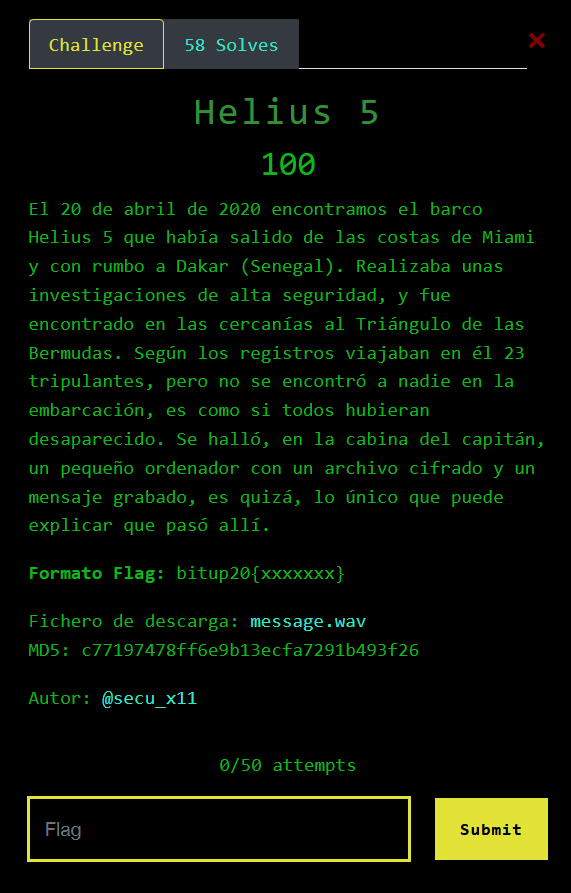 Challenge
58 Solves
×
Helius 5
100
El 20 de abril de 2020 encontramos el barco
Helius 5 que había salido de las costas de Miami
y con rumbo a Dakar (Senegal). Realizaba unas
investigaciones de alta seguridad, y fue
encontrado en las cercanías al Triángulo de las
Bermudas. Según los registros viajaban en él 23
tripulantes, pero no se encontró a nadie en la
embarcación, es como si todos hubieran
desaparecido. Se halló, en la cabina del capitán,
un pequeño ordenador con un archivo cifrado y un
mensaje grabado, es quizá, lo único que puede
explicar que pasó allí.
Formato Flag: bitup20{xxxxxxx}
Fichero de descarga: message.wav
MD5: c77197478ff6e9b13ecfa7291b493f26
Autor: @secu_x11
0/50 attempts
Flag
Submit